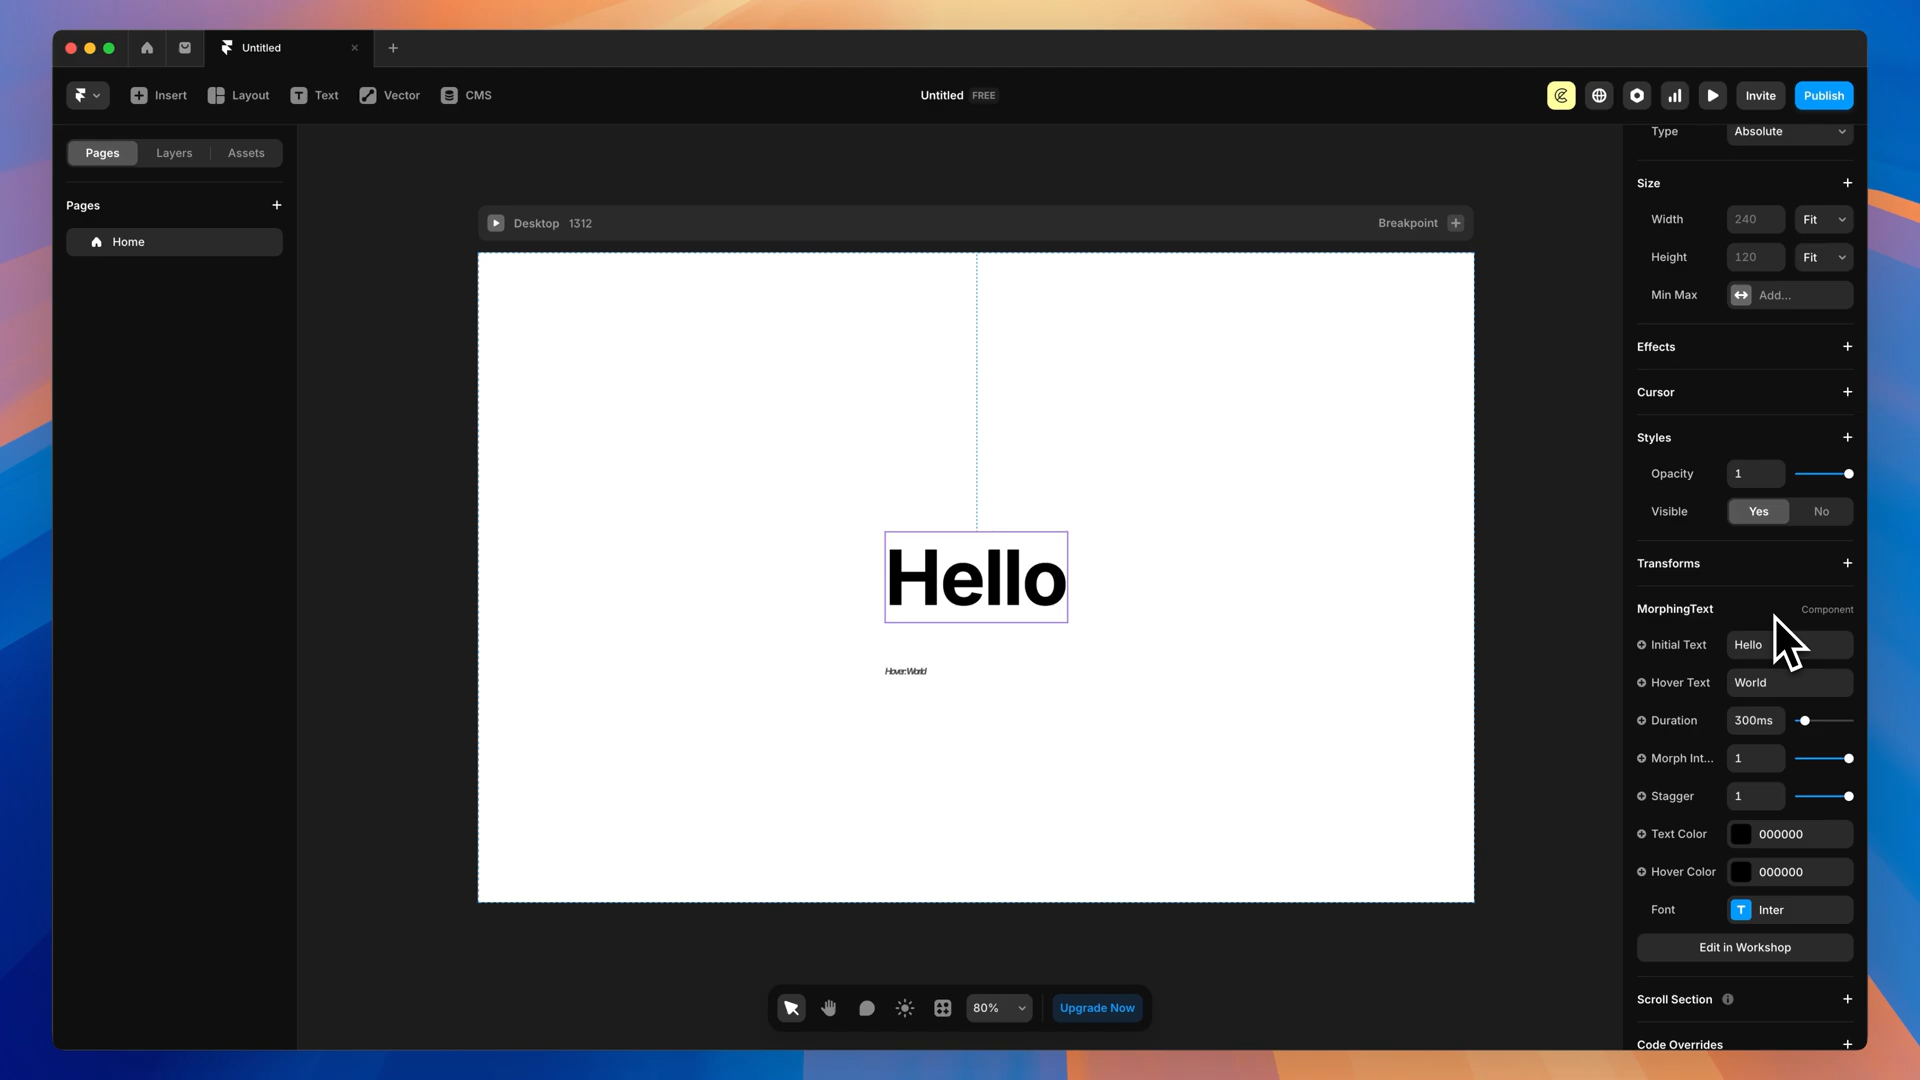 Untitled
Insert
Layout
Text
Vector
CMS
Untitled FREE
Invite
Publish
Pages
Layers
Assets
Pages
Home
Desktop 1312
Breakpoint
Hello
Hover: World
Type Absolute
Size
Width 240 Fit
Height 120 Fit
Min Max Add...
Effects
Cursor
Styles
Opacity 1
Visible Yes No
Transforms
MorphingText Component
Initial Text Hello
Hover Text World
Duration 300ms
Morph Int... 1
Stagger 1
Text Color 000000
Hover Color 000000
Font T Inter
Edit in Workshop
Scroll Section
Code Overrides
80%
Upgrade Now